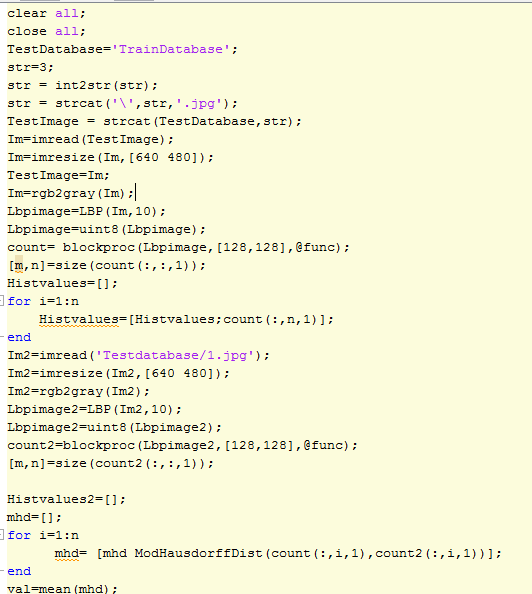 clear all;
close all;
TestDatabase='TrainDatabase';
str=3;
str = int2str(str);
str = strcat('\',str,'.jpg');
TestImage = strcat(TestDatabase,str);
Im=imread(TestImage);
Im=imresize(Im,[640 480]);
TestImage=Im;
Im=rgb2gray(Im);
Lbpimage=LBP(Im,10);
Lbpimage=uint8(Lbpimage);
count= blockproc(Lbpimage,[128,128],@func);
[m,n]=size(count(:,:,1));
Histvalues=[];
for i=1:n
    Histvalues=[Histvalues;count(:,n,1)];
end
Im2=imread('Testdatabase/1.jpg');
Im2=imresize(Im2,[640 480]);
Im2=rgb2gray(Im2);
Lbpimage2=LBP(Im2,10);
Lbpimage2=uint8(Lbpimage2);
count2=blockproc(Lbpimage2,[128,128],@func);
[m,n]=size(count2(:,:,1));
Histvalues2=[];
mhd=[];
for i=1:n
      mhd= [mhd ModHausdorffDist(count(:,i,1),count2(:,i,1))];
end
val=mean(mhd);